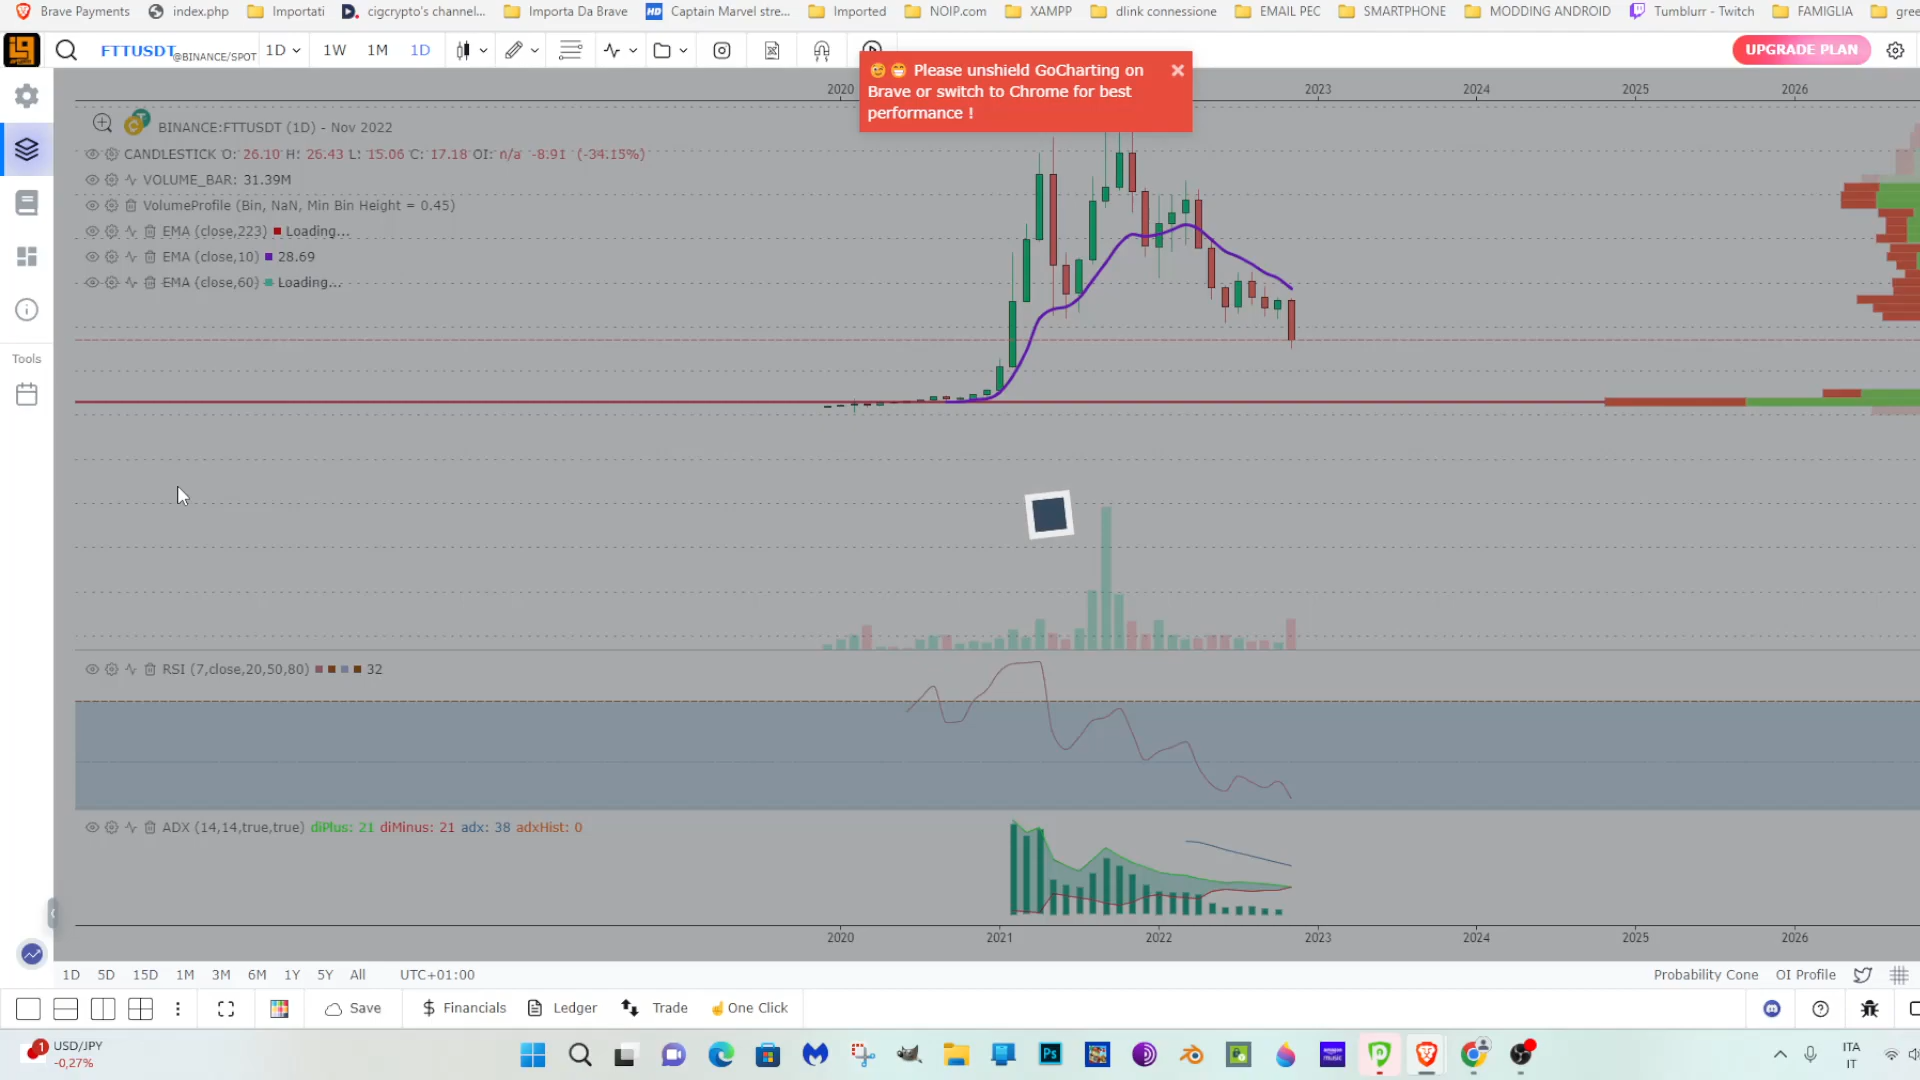 Brave Payments index.php Importati cigcrypto's channel... Importa Da Brave Captain Marvel stre... Imported NOIP.com XAMPP dlink connessione EMAIL PEC SMARTPHONE MODDING ANDROID Tumblurr - Twitch FAMIGLIA gree
FTTUSDT @BINANCE/SPOT 1D 1W 1M 1D UPGRADE PLAN
😉 😁 Please unshield GoCharting on
Brave or switch to Chrome for best
performance !
2020 2023 2024 2025 2026
BINANCE:FTTUSDT (1D) - Nov 2022
CANDLESTICK O: 26.10 H: 26.43 L: 15.06 C: 17.18 OI: n/a -8.91 (-34.15%)
VOLUME_BAR: 31.39M
VolumeProfile (Bin, NaN, Min Bin Height = 0.45)
EMA (close,223) Loading...
EMA (close,10) 28.69
EMA (close,60) Loading...
Tools
RSI (7,close,20,50,80) 32
ADX (14,14,true,true) diPlus: 21 diMinus: 21 adx: 38 adxHist: 0
2020 2021 2022 2023 2024 2025 2026
1D 5D 15D 1M 3M 6M 1Y 5Y All UTC+01:00 Probability Cone OI Profile
Save Financials Ledger Trade ☝One Click
1 USD/JPY
-0,27%
HD
Ps
amazon music
ITA
IT